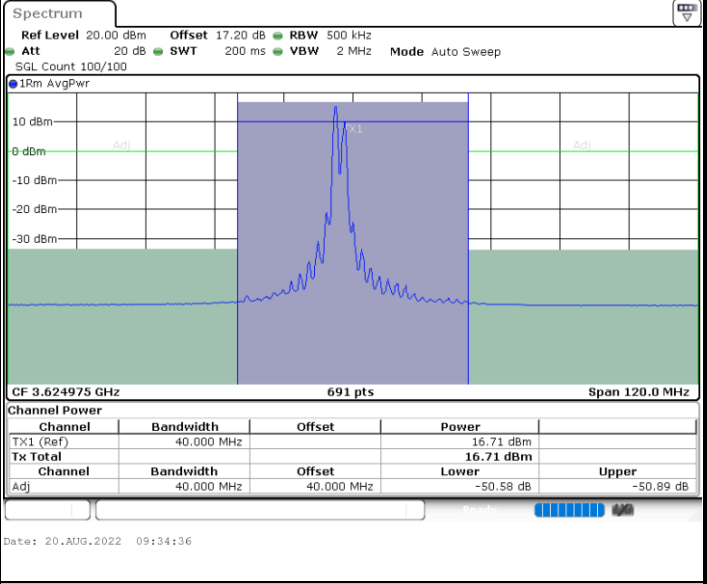 Spectrum
Ref Level 20.00 dBm Offset 17.20 dB RBW 500 kHz
Att 20 dB SWT 200 ms VBW 2 MHz Mode Auto Sweep
SGL Count 100/100
1Rm AvgPwr
10 dBm
TX1
Adj Adj
0 dBm
-10 dBm
-20 dBm
-30 dBm
CF 3.624975 GHz 691 pts Span 120.0 MHz
Channel Power
Channel Bandwidth Offset Power
TX1 (Ref) 40.000 MHz 16.71 dBm
Tx Total 16.71 dBm
Channel Bandwidth Offset Lower Upper
Adj 40.000 MHz 40.000 MHz -50.58 dB -50.89 dB
Ready
Date: 20.AUG.2022 09:34:36